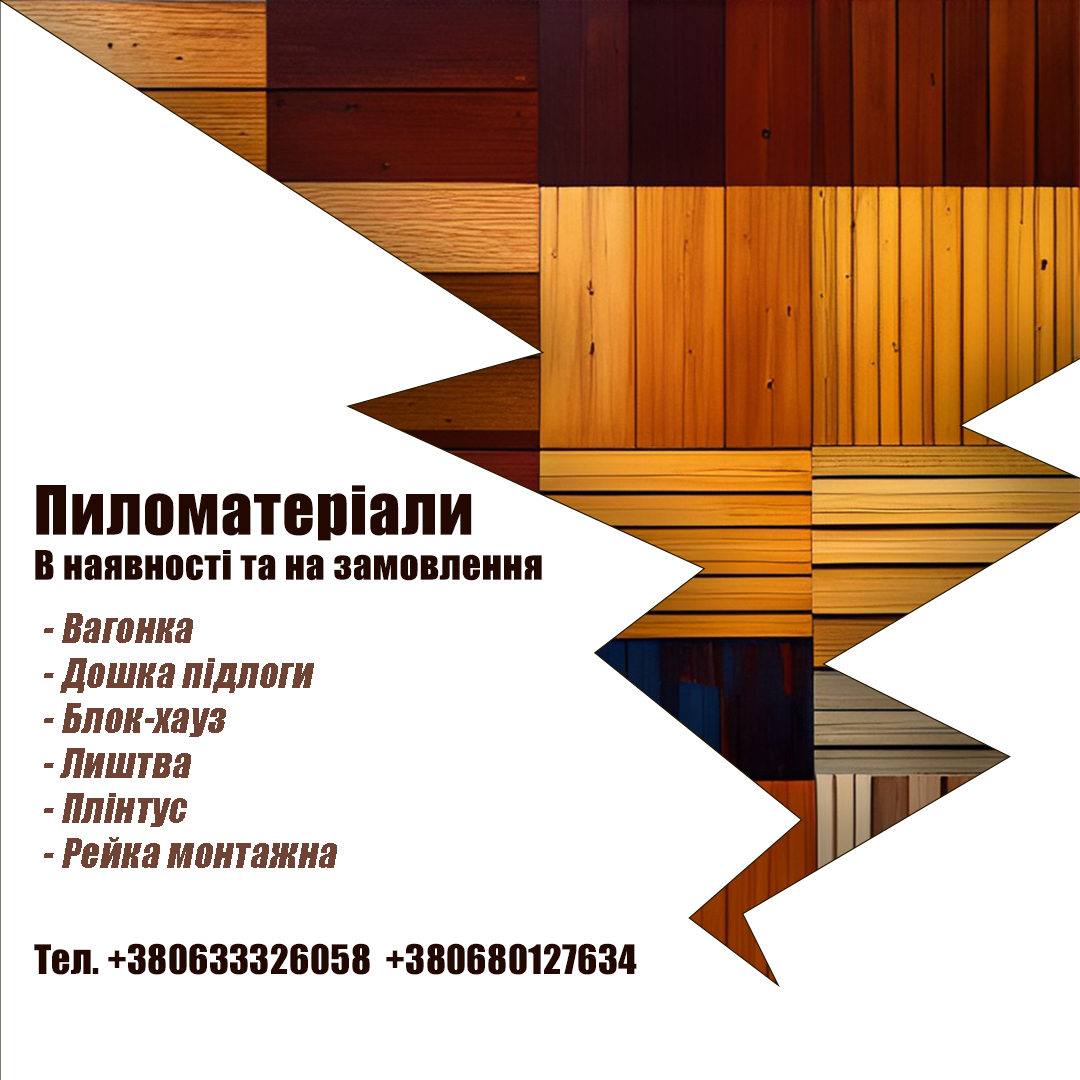 Пиломатеріали
В наявності та на замовлення
- Вагонка
- Дошка підлоги
- Блок-хауз
- Лиштва
- Плінтус
- Рейка монтажна
Тел. +380633326058 +380680127634